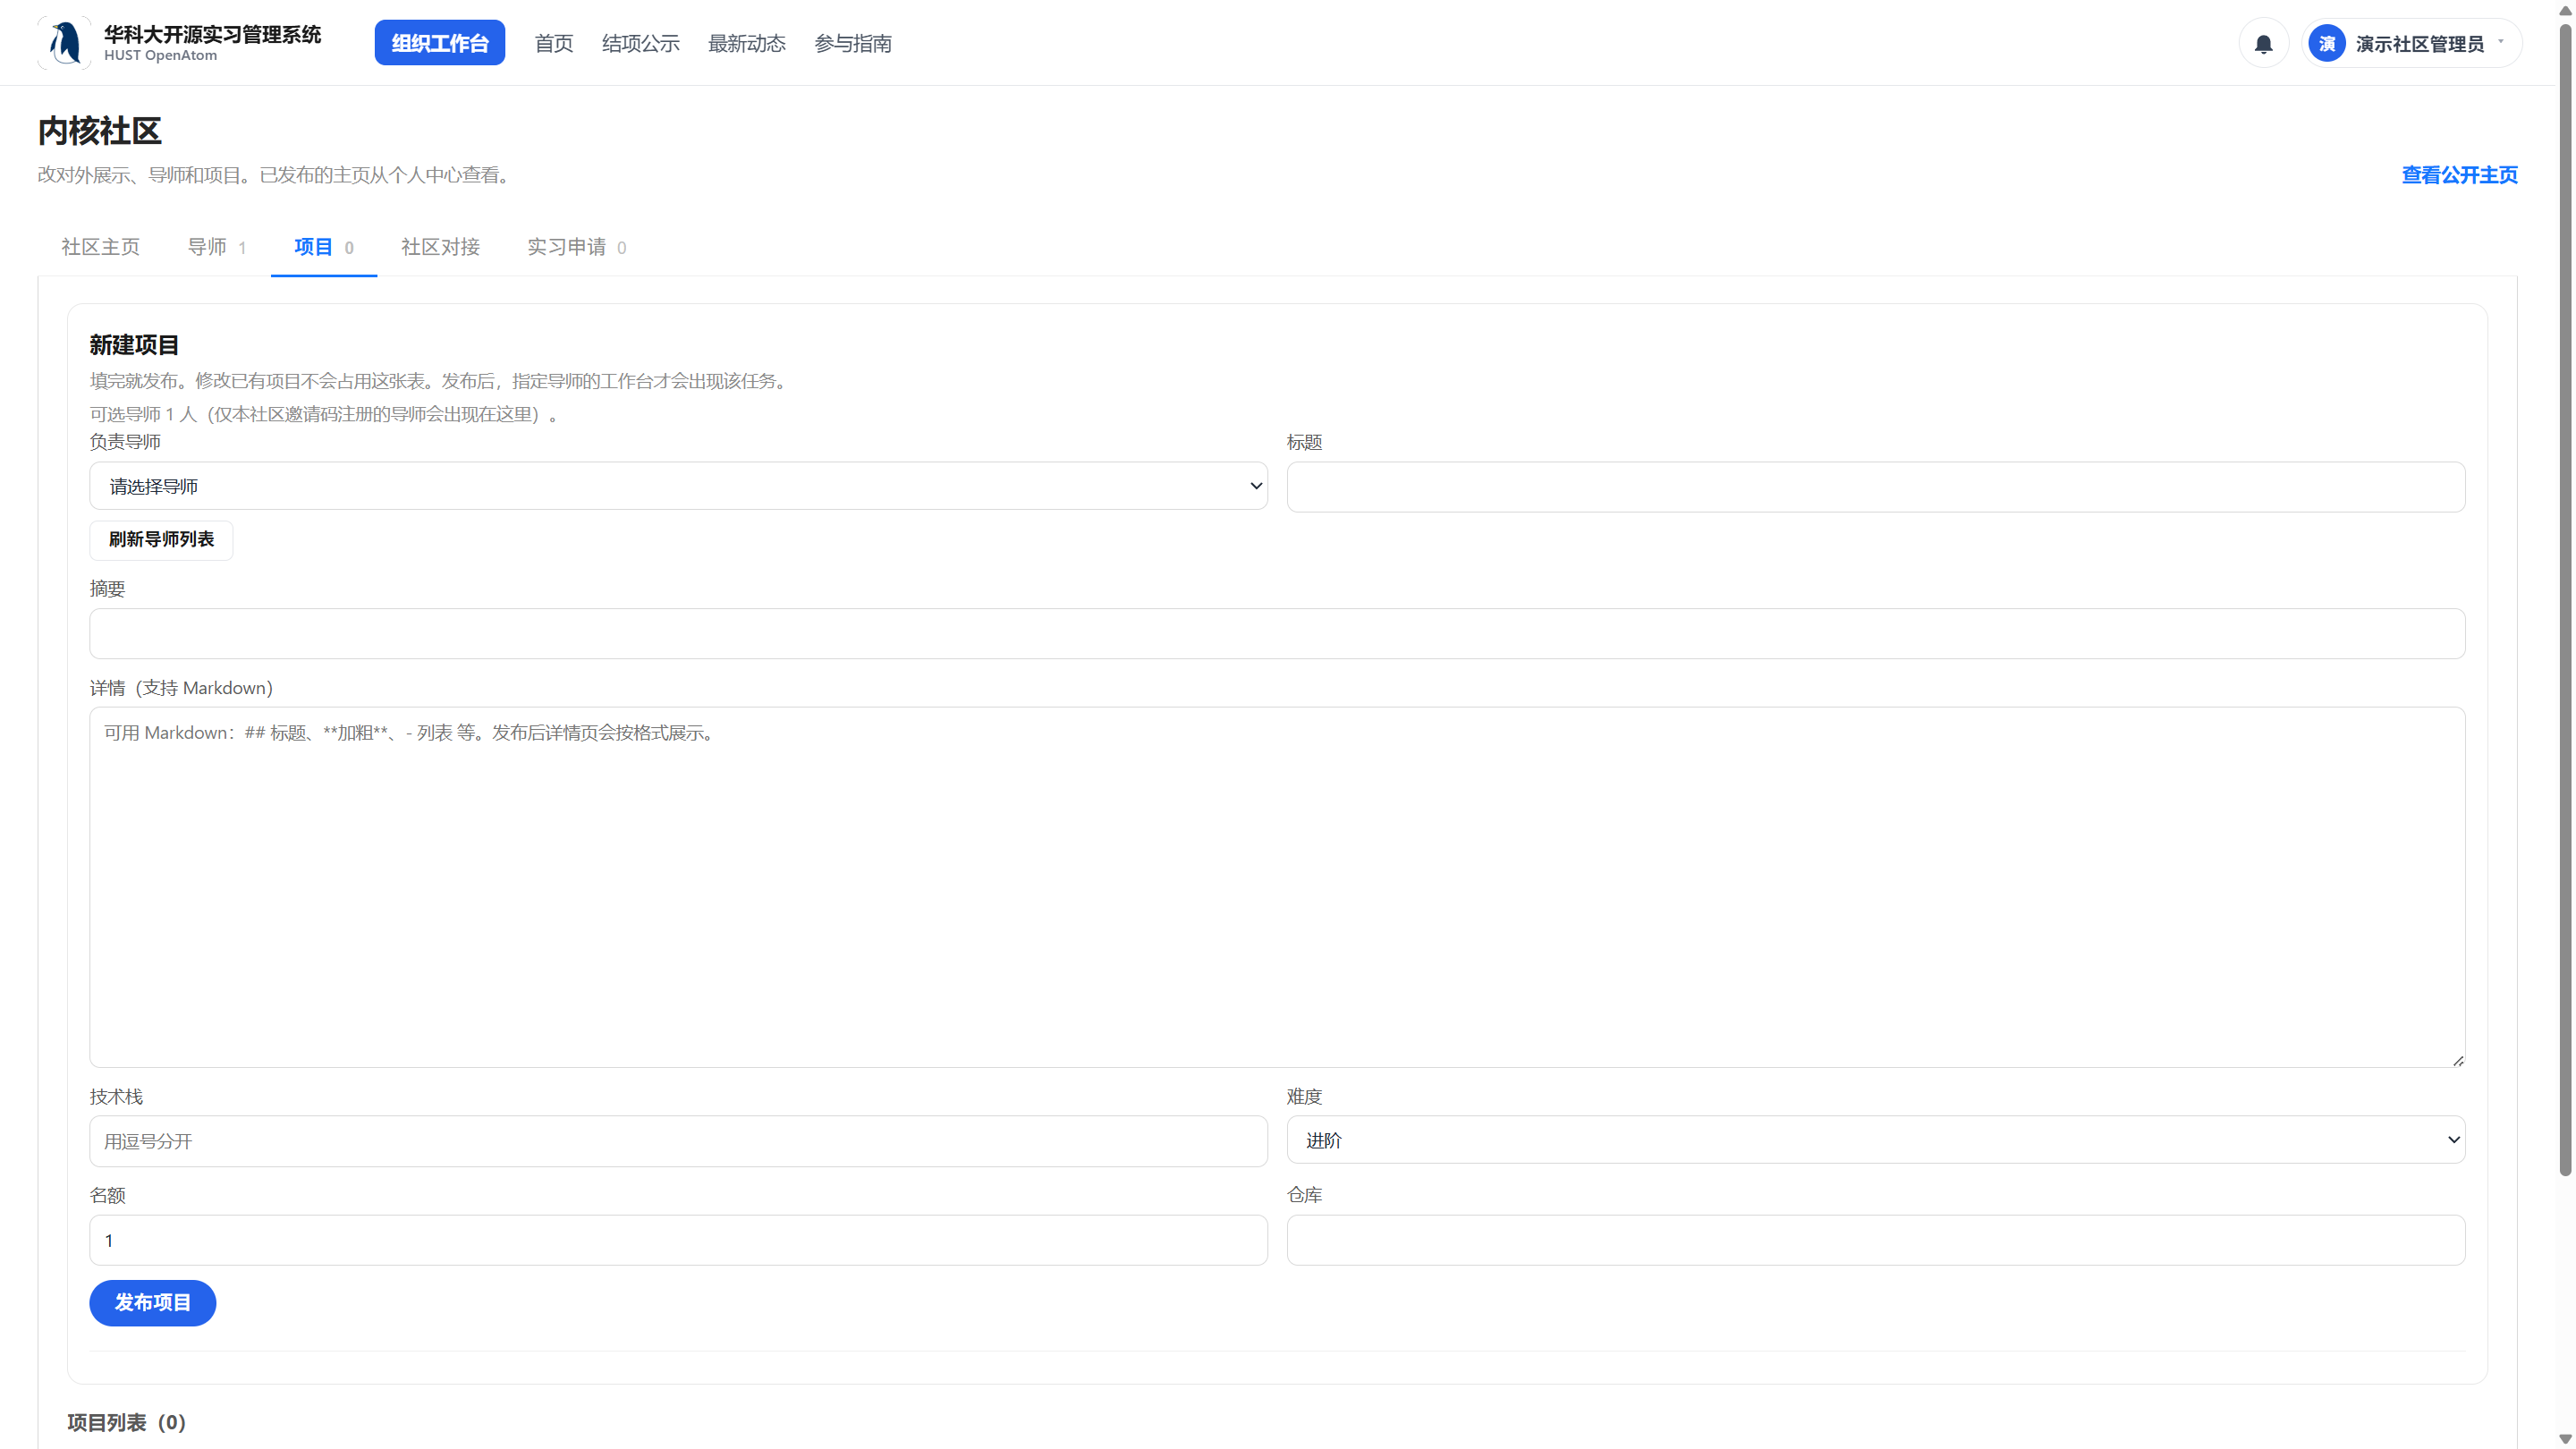 华科大开源实习管理系统
HUST OpenAtom
组织工作台 首页 结项公示 最新动态 参与指南
演 演示社区管理员
内核社区
改对外展示、导师和项目。已发布的主页从个人中心查看。
查看公开主页
社区主页 导师 1 项目 0 社区对接 实习申请 0
新建项目
填完就发布。修改已有项目不会占用这张表。发布后，指定导师的工作台才会出现该任务。
可选导师 1 人（仅本社区邀请码注册的导师会出现在这里）。
负责导师 标题
请选择导师
刷新导师列表
摘要
详情（支持 Markdown）
可用 Markdown：## 标题、**加粗**、- 列表 等。发布后详情页会按格式展示。
技术栈 难度
用逗号分开 进阶
名额 仓库
1
发布项目
项目列表（0）